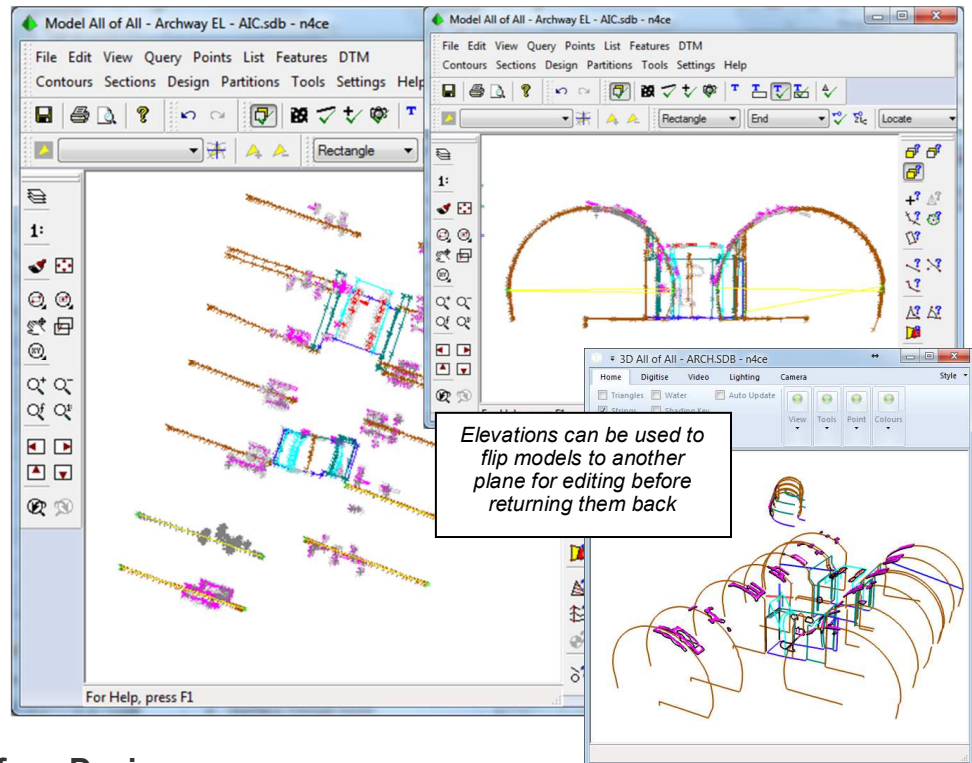 Model All of All - Archway EL - AIC.sdb - n4ce
File Edit View Query Points List Features DTM
Contours Sections Design Partitions Tools Settings Help
Rectangle
1:
For Help, press F1
Model All of All - Archway EL - AIC.sdb - n4ce
File Edit View Query Points List Features DTM
Contours Sections Design Partitions Tools Settings Help
Rectangle End Locate
1:
3D All of All - ARCH.SDB - n4ce
Home Digitise Video Lighting Camera Style
Triangles Water Auto Update
View Tools Point Colours
Elevations can be used to
flip models to another
plane for editing before
returning them back